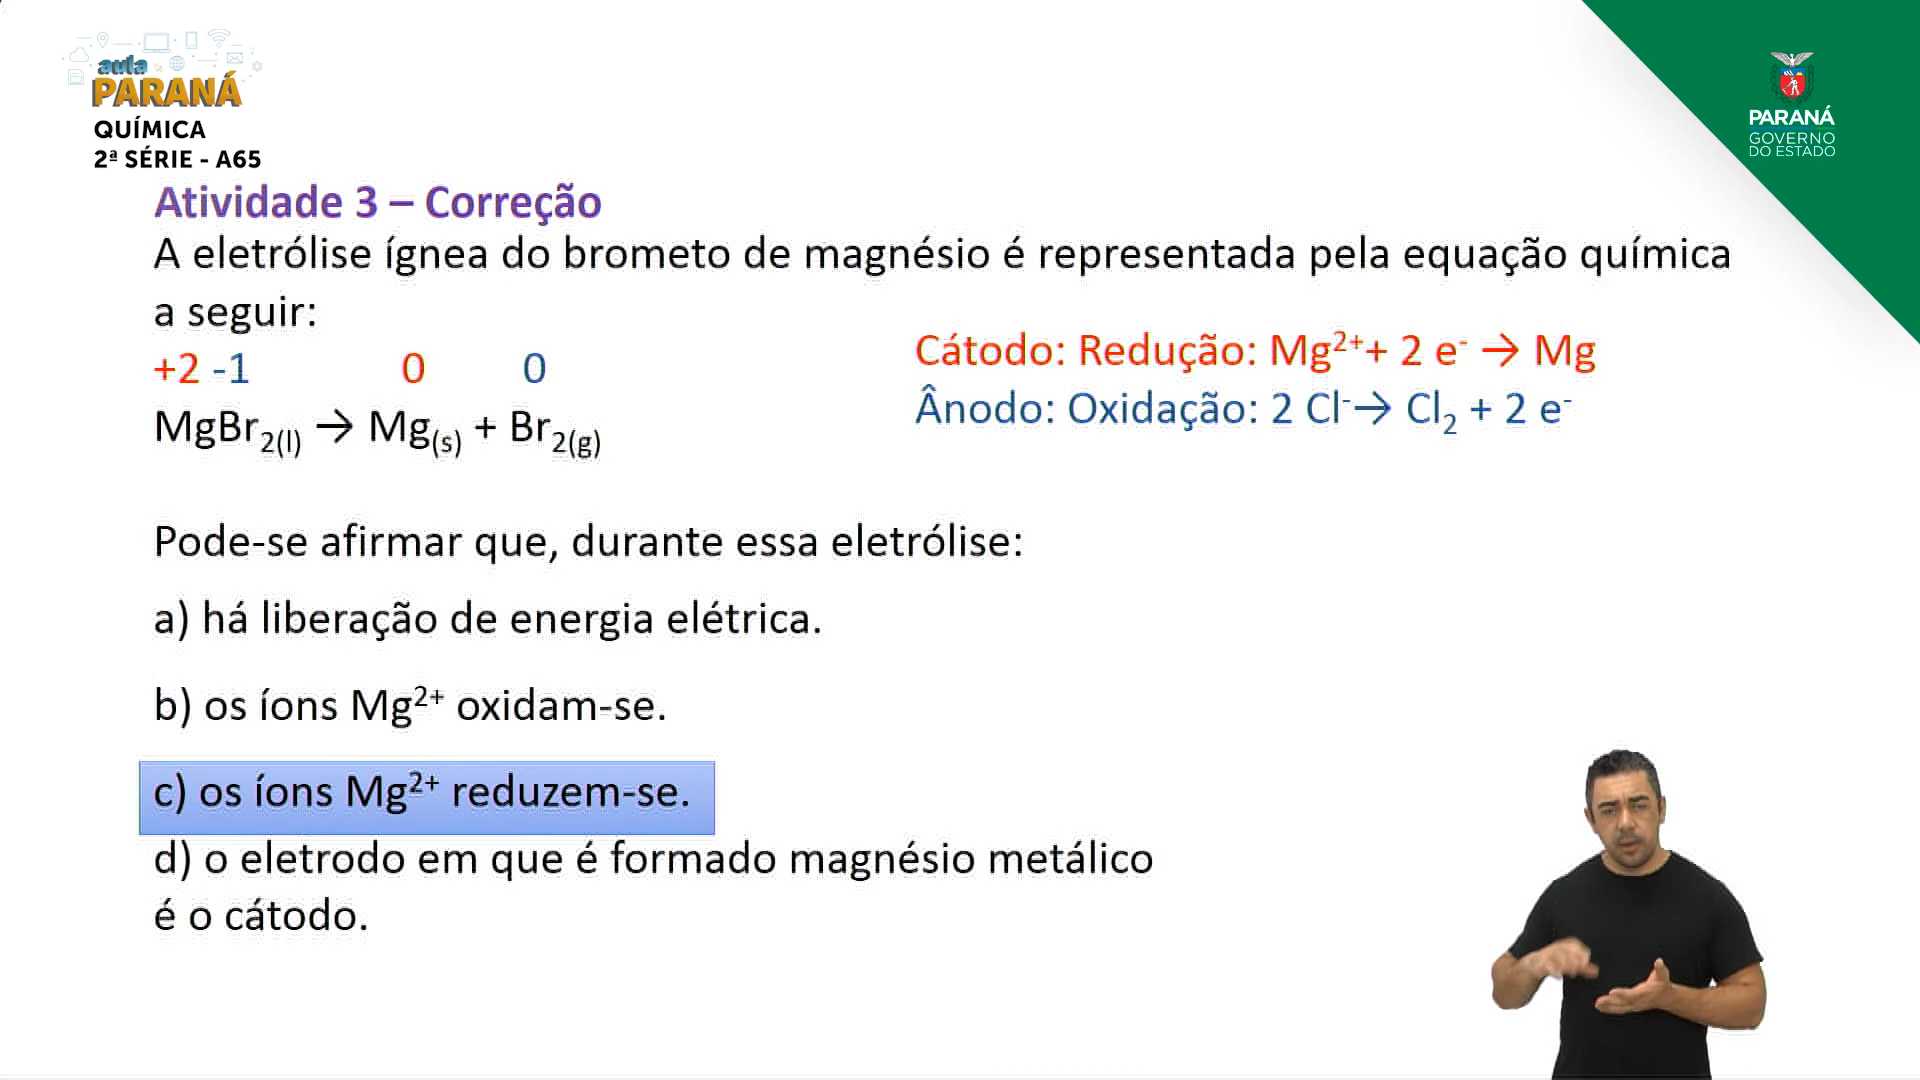 aula
PARANÁ
QUÍMICA
2ª SÉRIE - A65
PARANÁ
GOVERNO
DO ESTADO
Atividade 3 – Correção
A eletrólise ígnea do brometo de magnésio é representada pela equação química
a seguir:
+2 -1 0 0
MgBr₂₍ₗ₎ → Mg₍ₛ₎ + Br₂(g)
Cátodo: Redução: Mg²⁺+ 2 e⁻ → Mg
Ânodo: Oxidação: 2 Cl⁻→ Cl₂ + 2 e⁻
Pode-se afirmar que, durante essa eletrólise:
a) há liberação de energia elétrica.
b) os íons Mg²⁺ oxidam-se.
c) os íons Mg²⁺ reduzem-se.
d) o eletrodo em que é formado magnésio metálico
é o cátodo.